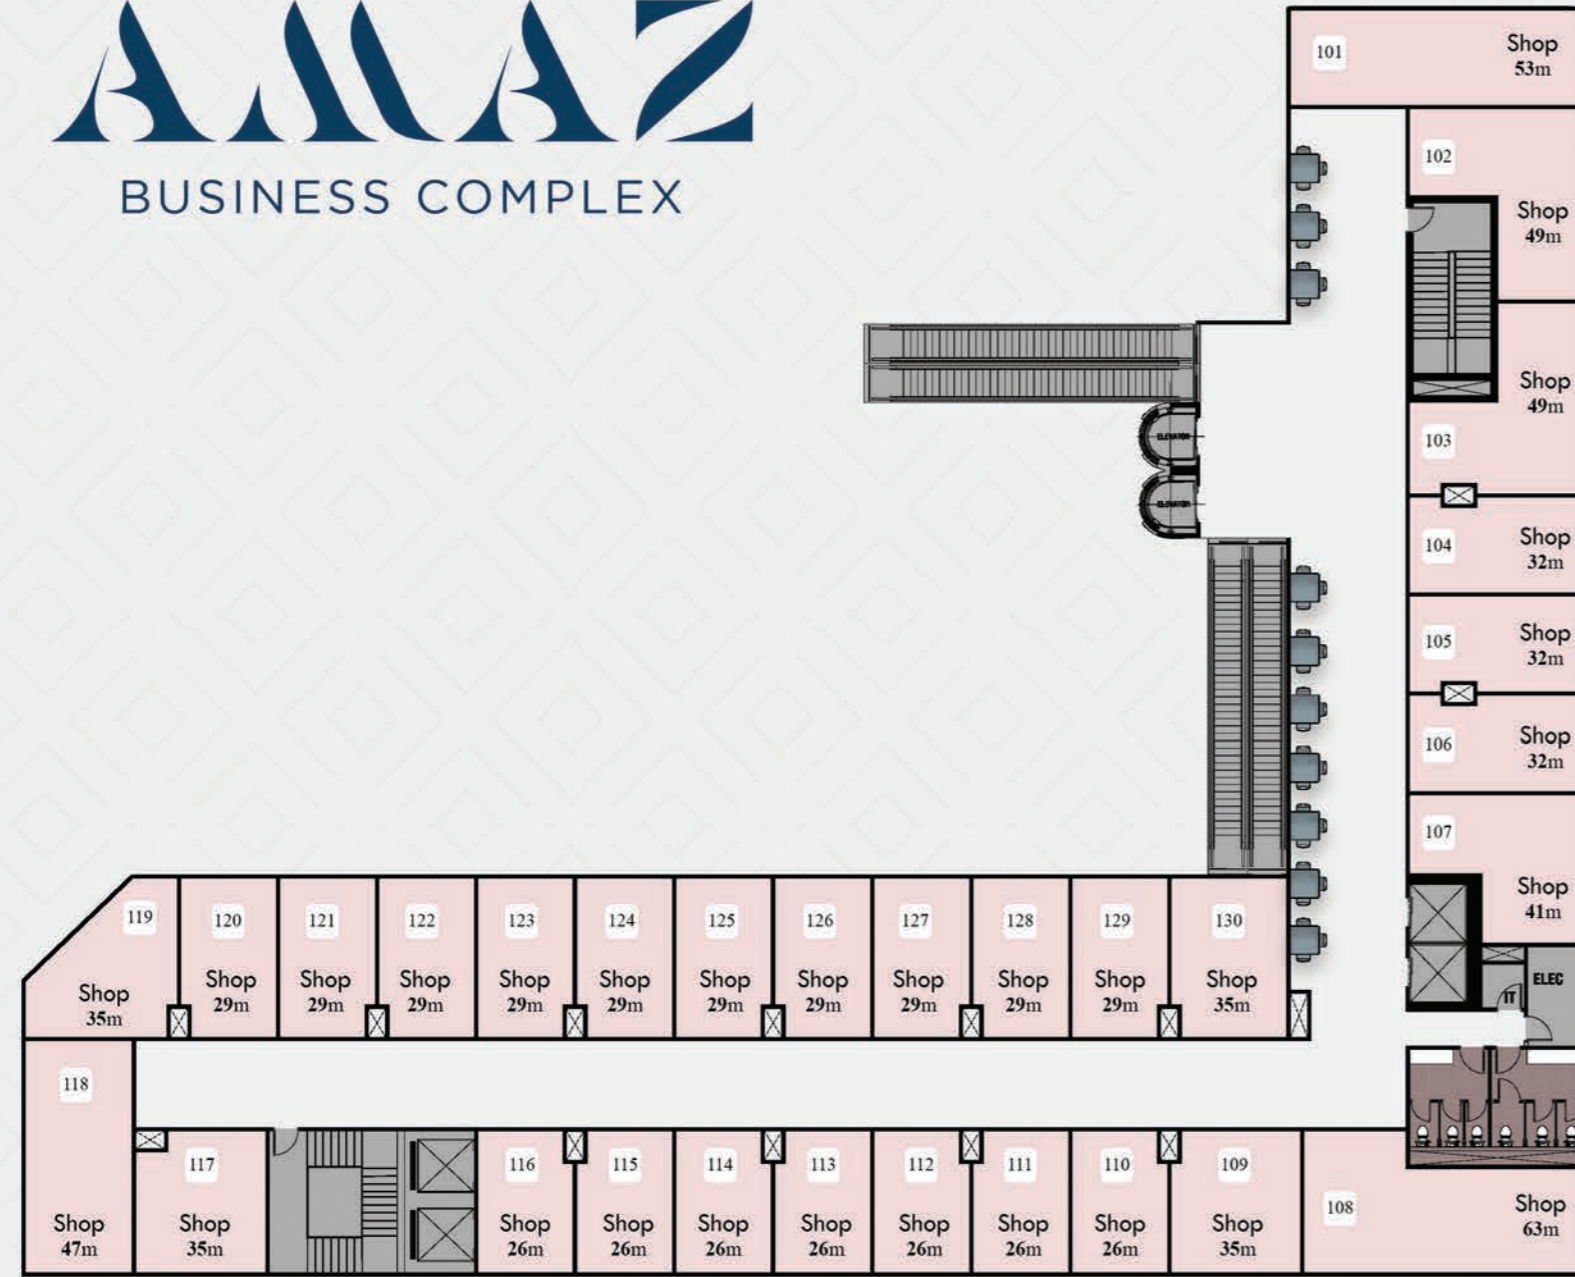 AMAZ
BUSINESS COMPLEX
101
Shop
53m
102
Shop
49m
Shop
49m
103
ELEVATOR
ELEVATOR
104
Shop
32m
105
Shop
32m
106
Shop
32m
107
Shop
41m
ELEC
IT
119
Shop
35m
120
Shop
29m
121
Shop
29m
122
Shop
29m
123
Shop
29m
124
Shop
29m
125
Shop
29m
126
Shop
29m
127
Shop
29m
128
Shop
29m
129
Shop
29m
130
Shop
35m
118
Shop
47m
117
Shop
35m
116
Shop
26m
115
Shop
26m
114
Shop
26m
113
Shop
26m
112
Shop
26m
111
Shop
26m
110
Shop
26m
109
Shop
35m
108
Shop
63m